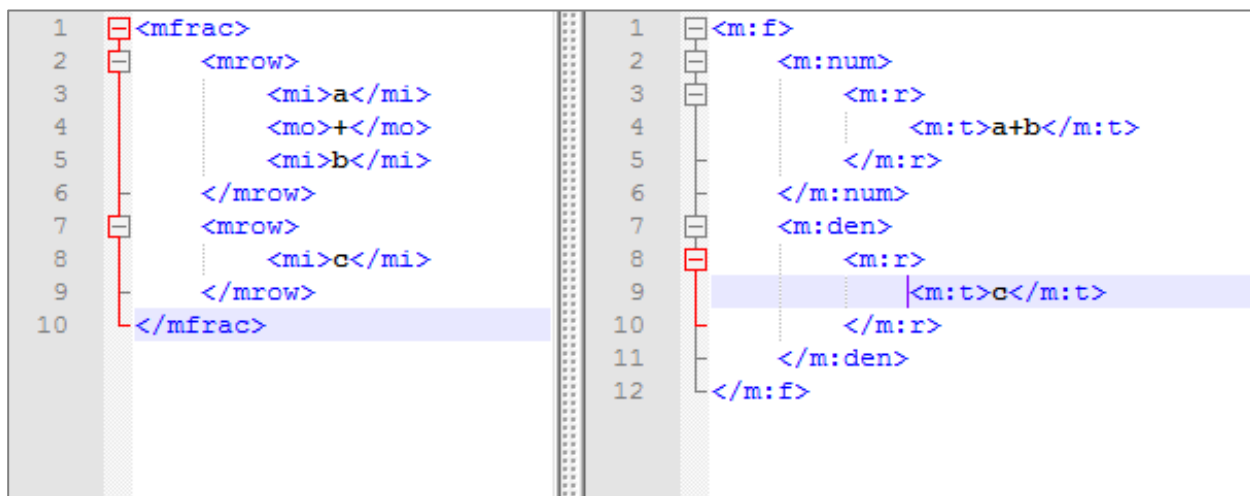 1 <mfrac>
2 <mrow>
3 <mi>a</mi>
4 <mo>+</mo>
5 <mi>b</mi>
6 </mrow>
7 <mrow>
8 <mi>c</mi>
9 </mrow>
10 </mfrac>
1 <m:f>
2 <m:num>
3 <m:r>
4 <m:t>a+b</m:t>
5 </m:r>
6 </m:num>
7 <m:den>
8 <m:r>
9 <m:t>c</m:t>
10 </m:r>
11 </m:den>
12 </m:f>